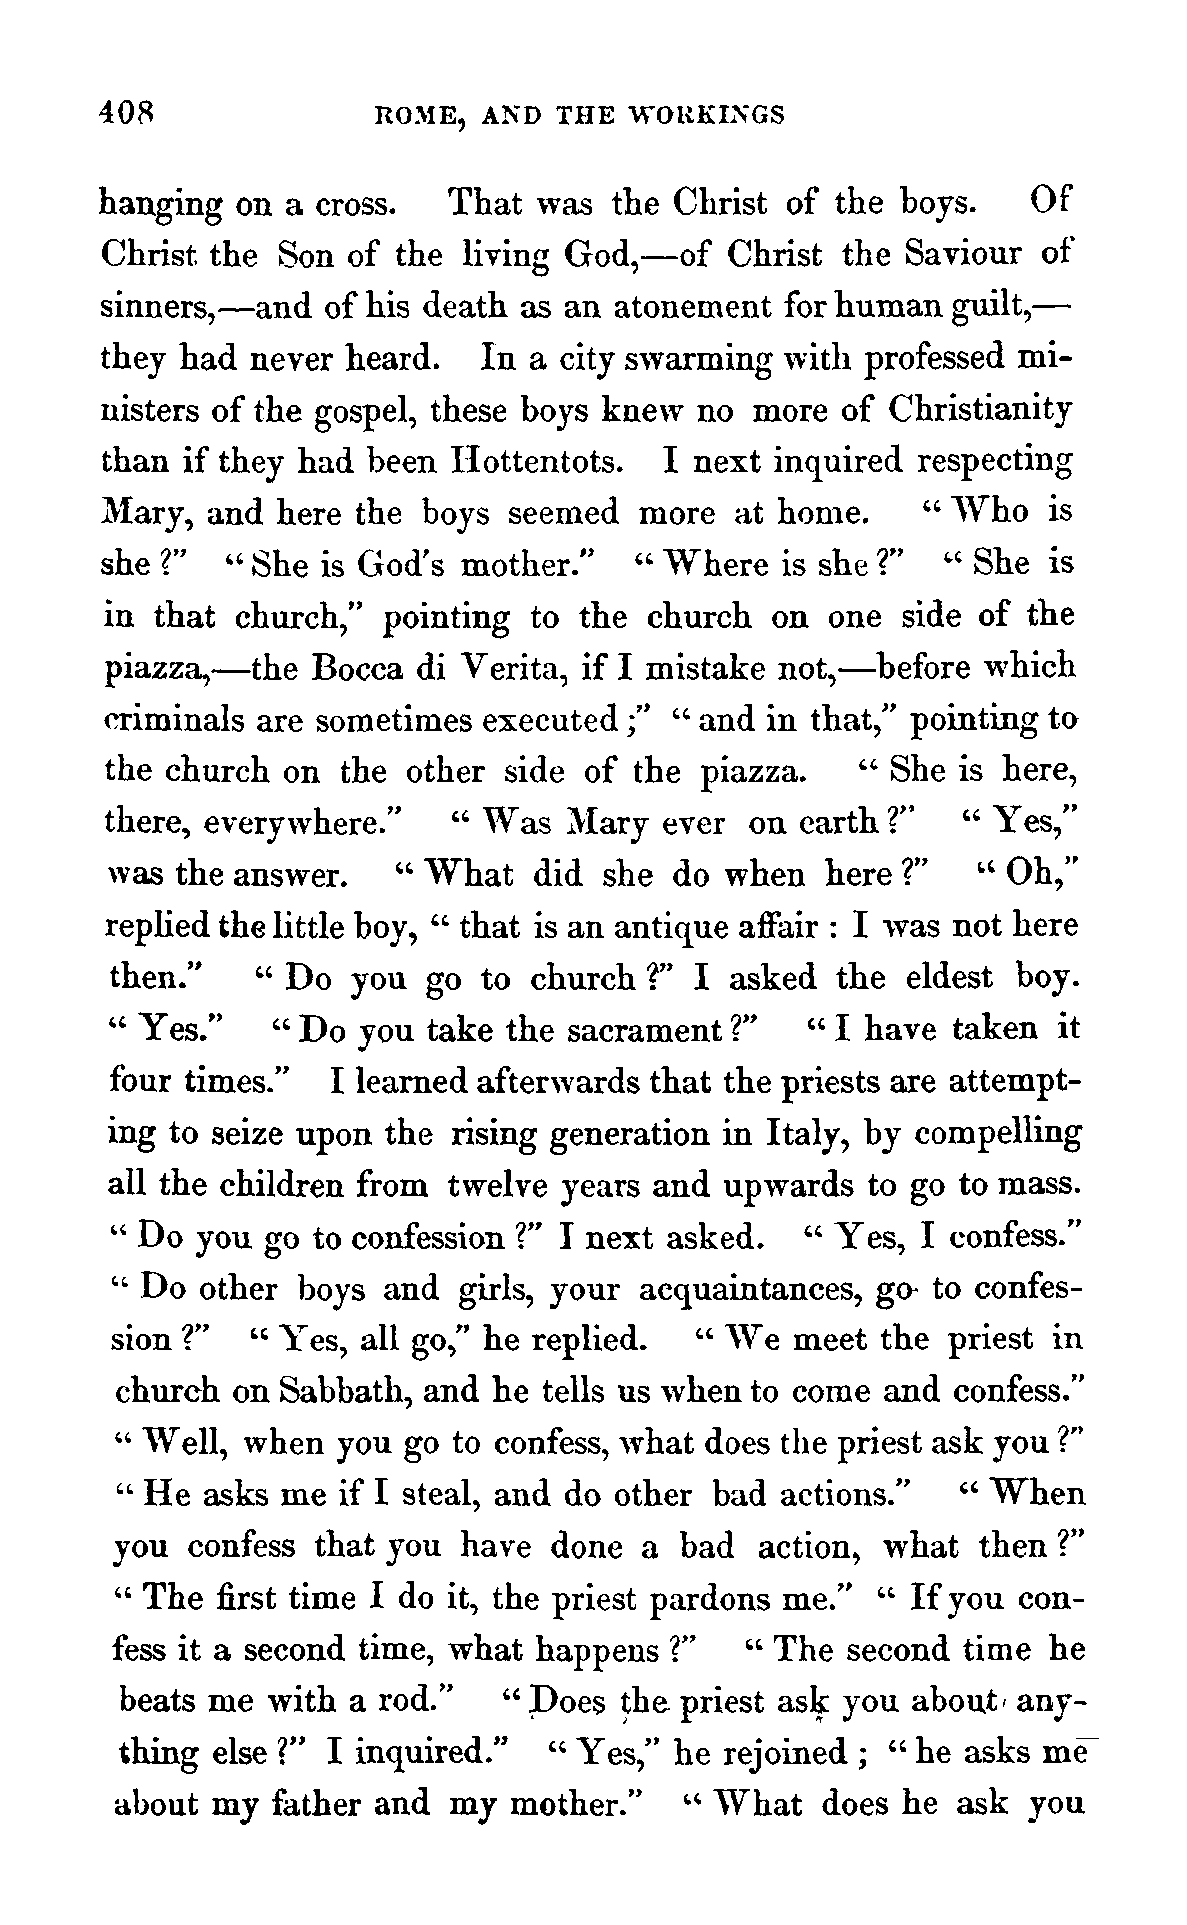 408 ROME, AND THE WORKINGS
hanging on a cross. That was the Christ of the boys. Of
Christ the Son of the living God,—of Christ the Saviour of
sinners,—and of his death as an atonement for human guilt,—
they had never heard. In a city swarming with professed mi-
nisters of the gospel, these boys knew no more of Christianity
than if they had been Hottentots. I next inquired respecting
Mary, and here the boys seemed more at home. “ Who is
she ?” “ She is God's mother.” “ Where is she ?” “ She is
in that church,” pointing to the church on one side of the
piazza,—the Bocca di Verita, if I mistake not,—before which
criminals are sometimes executed ;” “ and in that,” pointing to
the church on the other side of the piazza. “ She is here,
there, everywhere.” “ Was Mary ever on earth ?” “ Yes,”
was the answer. “ What did she do when here ?” “ Oh,”
replied the little boy, “ that is an antique affair : I was not here
then.” “ Do you go to church ?” I asked the eldest boy.
“ Yes.” “ Do you take the sacrament ?” “ I have taken it
four times.” I learned afterwards that the priests are attempt-
ing to seize upon the rising generation in Italy, by compelling
all the children from twelve years and upwards to go to mass.
“ Do you go to confession ?” I next asked. “ Yes, I confess.”
“ Do other boys and girls, your acquaintances, go to confes-
sion ?” “ Yes, all go,” he replied. “ We meet the priest in
church on Sabbath, and he tells us when to come and confess.”
“ Well, when you go to confess, what does the priest ask you ?”
“ He asks me if I steal, and do other bad actions.” “ When
you confess that you have done a bad action, what then ?”
“ The first time I do it, the priest pardons me.” “ If you con-
fess it a second time, what happens ?” “ The second time he
beats me with a rod.” “ Does the priest ask you about any-
thing else ?” I inquired.” “ Yes,” he rejoined ; “ he asks me
about my father and my mother.” “ What does he ask you